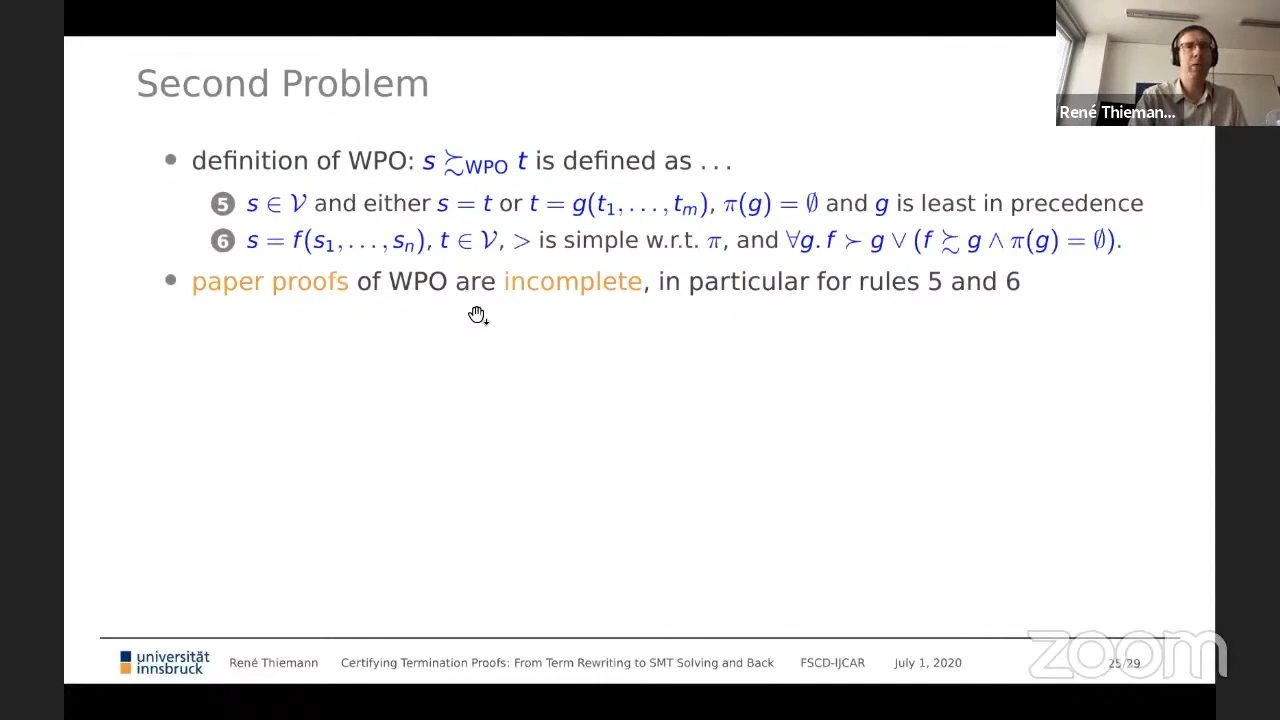 Second Problem
René Thieman...
• definition of WPO: s ≿WPO t is defined as ...
5 s ∈ 𝒱 and either s = t or t = g(t₁, ..., tₘ), π(g) = ∅ and g is least in precedence
6 s = f(s₁, ..., sₙ), t ∈ 𝒱, > is simple w.r.t. π, and ∀g. f ≻ g ∨ (f ≿ g ∧ π(g) = ∅).
• paper proofs of WPO are incomplete, in particular for rules 5 and 6
universität
innsbruck
René Thiemann Certifying Termination Proofs: From Term Rewriting to SMT Solving and Back FSCD-IJCAR July 1, 2020 25/29
zoom